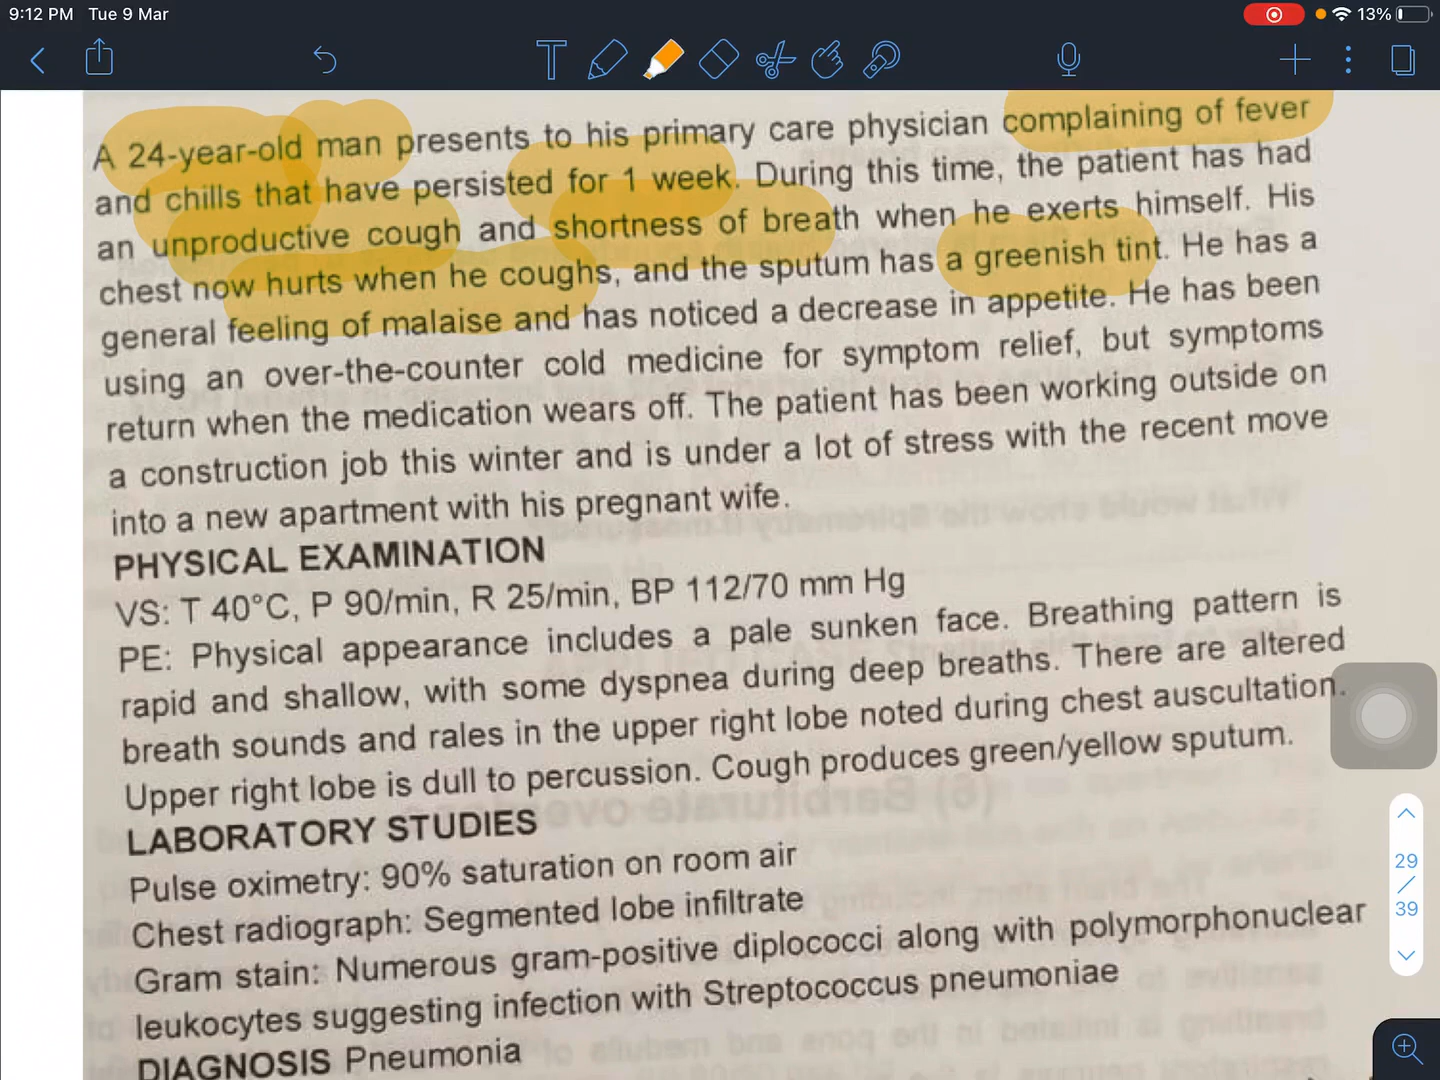 9:12 PM Tue 9 Mar
13%
A 24-year-old man presents to his primary care physician complaining of fever
and chills that have persisted for 1 week. During this time, the patient has had
an unproductive cough and shortness of breath when he exerts himself. His
chest now hurts when he coughs, and the sputum has a greenish tint. He has a
general feeling of malaise and has noticed a decrease in appetite. He has been
using an over-the-counter cold medicine for symptom relief, but symptoms
return when the medication wears off. The patient has been working outside on
a construction job this winter and is under a lot of stress with the recent move
into a new apartment with his pregnant wife.
PHYSICAL EXAMINATION
VS: T 40°C, P 90/min, R 25/min, BP 112/70 mm Hg
PE: Physical appearance includes a pale sunken face. Breathing pattern is
rapid and shallow, with some dyspnea during deep breaths. There are altered
breath sounds and rales in the upper right lobe noted during chest auscultation.
Upper right lobe is dull to percussion. Cough produces green/yellow sputum.
LABORATORY STUDIES
Pulse oximetry: 90% saturation on room air
Chest radiograph: Segmented lobe infiltrate
Gram stain: Numerous gram-positive diplococci along with polymorphonuclear
leukocytes suggesting infection with Streptococcus pneumoniae
DIAGNOSIS Pneumonia
29
/
39